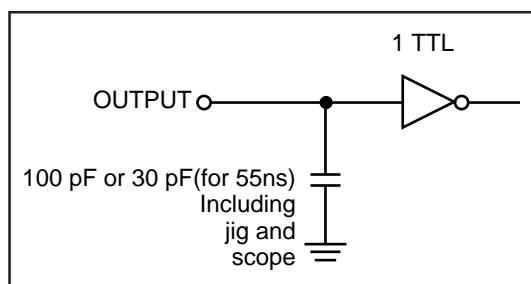 1 TTL
OUTPUT
100 pF or 30 pF(for 55ns)
Including
jig and
scope